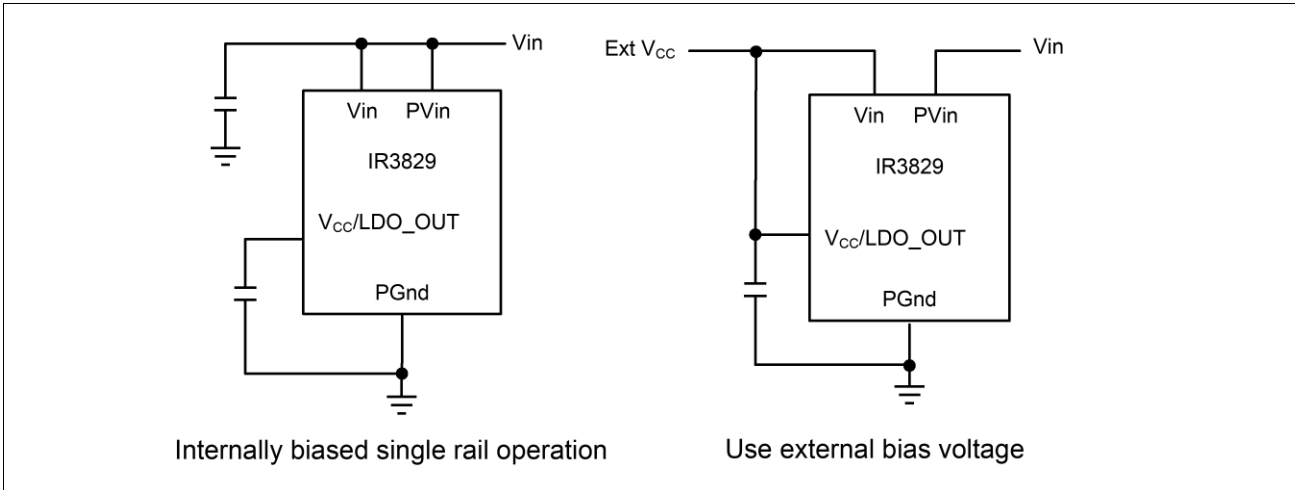 Vin
Vin PVin
IR3829
VCC/LDO_OUT
PGnd
Internally biased single rail operation
Ext VCC
Vin
Vin PVin
IR3829
VCC/LDO_OUT
PGnd
Use external bias voltage